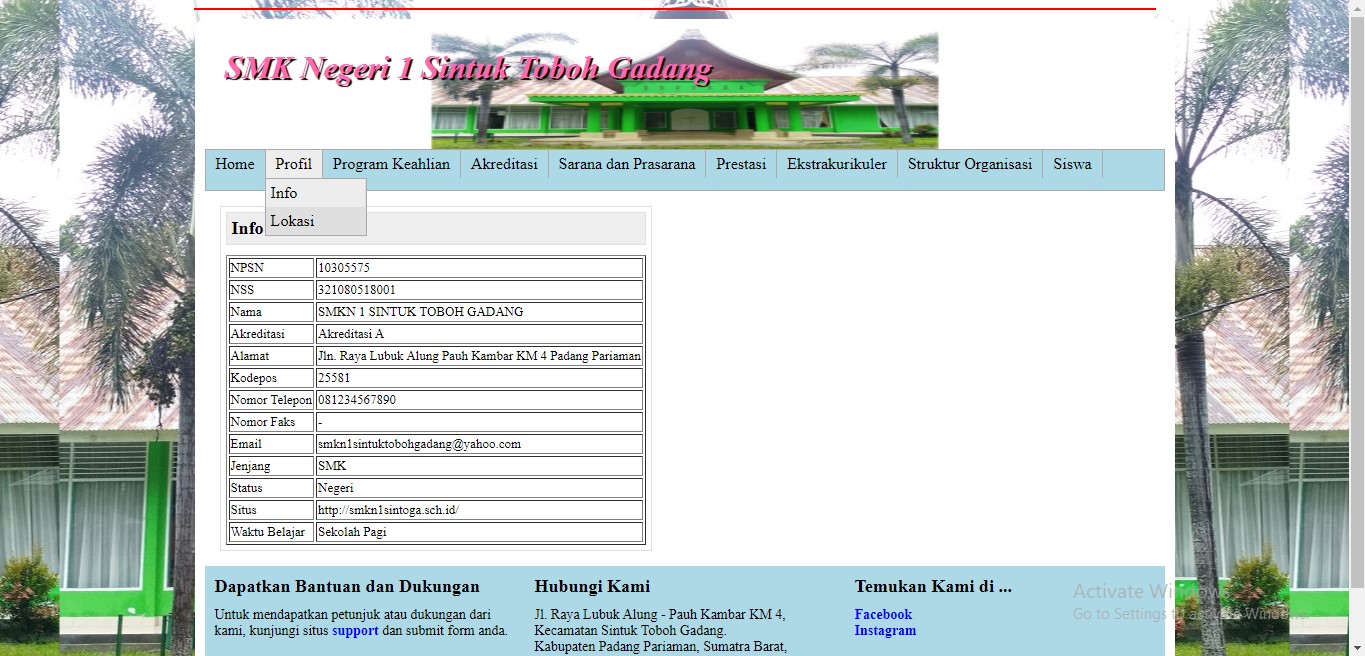 SMK Negeri 1 Sintuk Toboh Gadang
Home Profil Program Keahlian Akreditasi Sarana dan Prasarana Prestasi Ekstrakurikuler Struktur Organisasi Siswa
Info
Lokasi
Info
NPSN 10305575
NSS 321080518001
Nama SMKN 1 SINTUK TOBOH GADANG
Akreditasi Akreditasi A
Alamat Jln. Raya Lubuk Alung Pauh Kambar KM 4 Padang Pariaman
Kodepos 25581
Nomor Telepon 081234567890
Nomor Faks -
Email smkn1sintuktobohgadang@yahoo.com
Jenjang SMK
Status Negeri
Situs http://smkn1sintoga.sch.id/
Waktu Belajar Sekolah Pagi
Dapatkan Bantuan dan Dukungan
Untuk mendapatkan petunjuk atau dukungan dari
kami, kunjungi situs support dan submit form anda.
Hubungi Kami
Jl. Raya Lubuk Alung - Pauh Kambar KM 4,
Kecamatan Sintuk Toboh Gadang.
Kabupaten Padang Pariaman, Sumatra Barat,
Temukan Kami di ...
Facebook
Instagram
Activate Windows
Go to Settings to activate Windows.